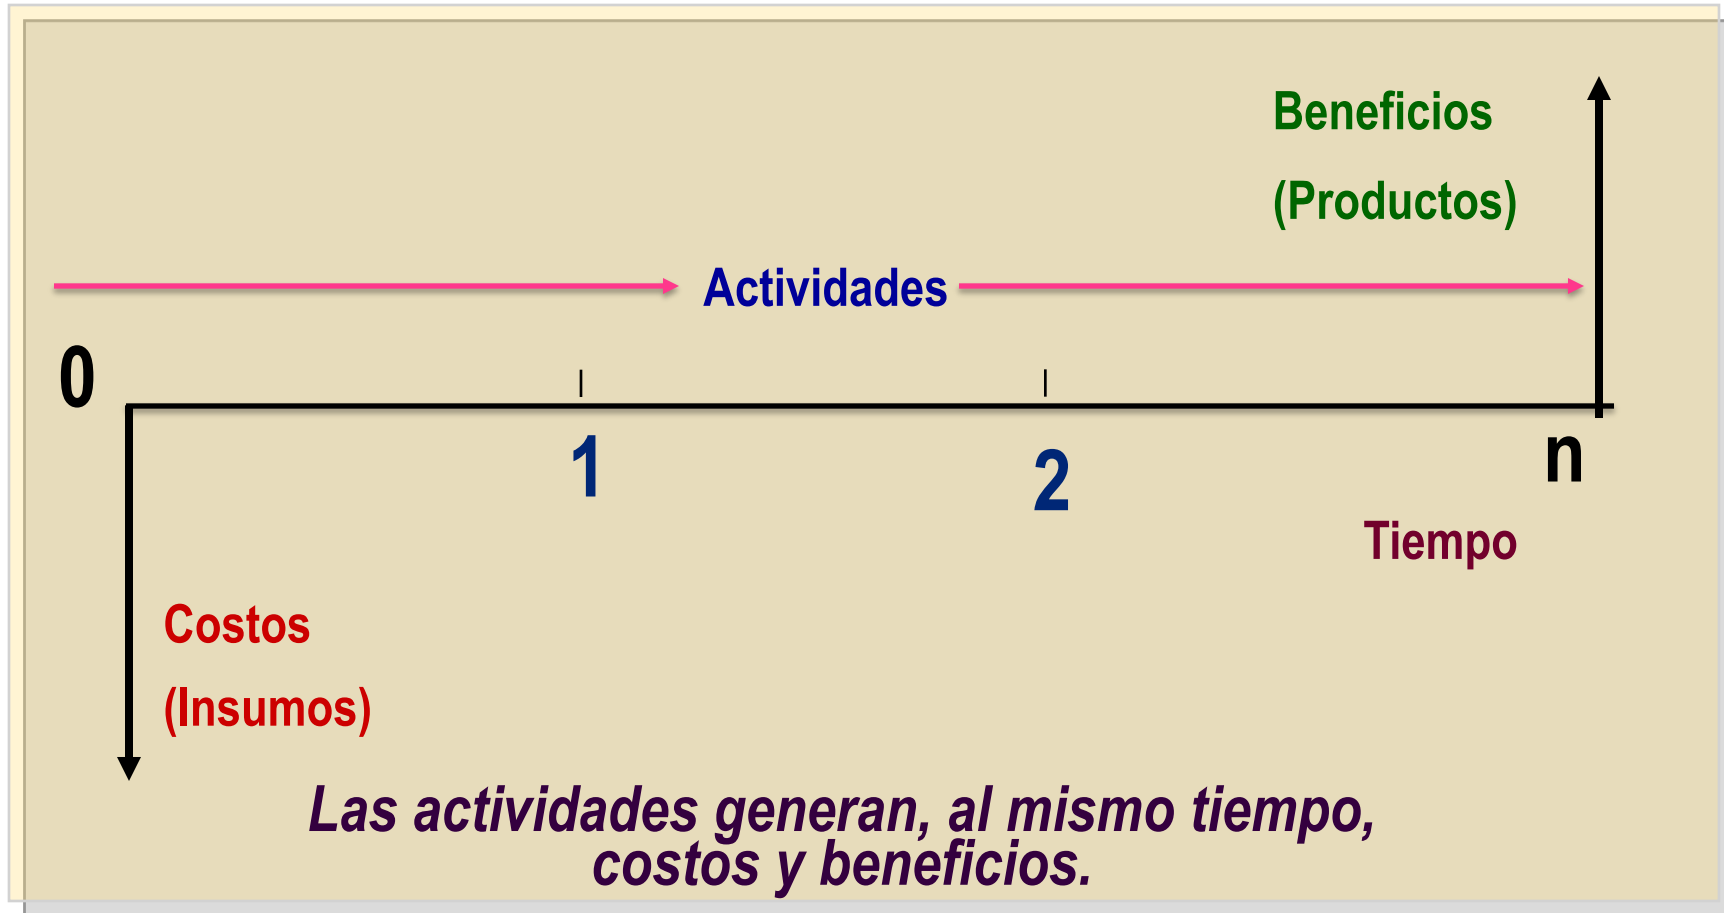 Beneficios
(Productos)
Actividades
0
1
2
n
Tiempo
Costos
(Insumos)
Las actividades generan, al mismo tiempo,
costos y beneficios.